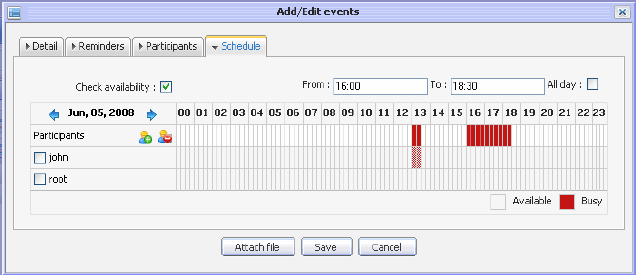 Add/Edit events
Detail Reminders Participants Schedule
Check availability : From : 16:00 To : 18:30 All day :
Jun, 05, 2008 00 01 02 03 04 05 06 07 08 09 10 11 12 13 14 15 16 17 18 19 20 21 22 23
Participants
john
root
Available Busy
Attach file Save Cancel